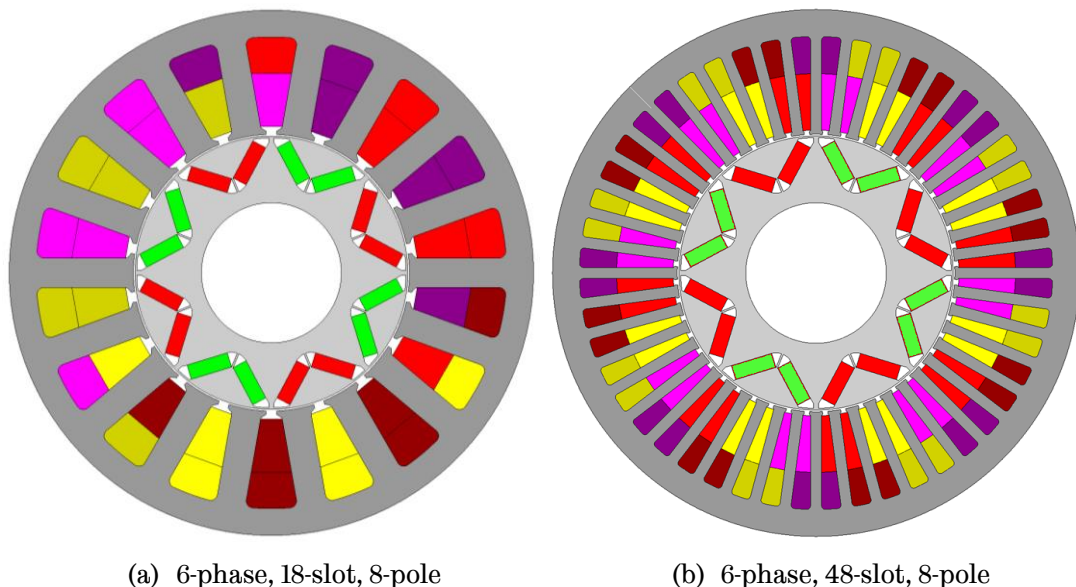 (a) 6-phase, 18-slot, 8-pole
(b) 6-phase, 48-slot, 8-pole